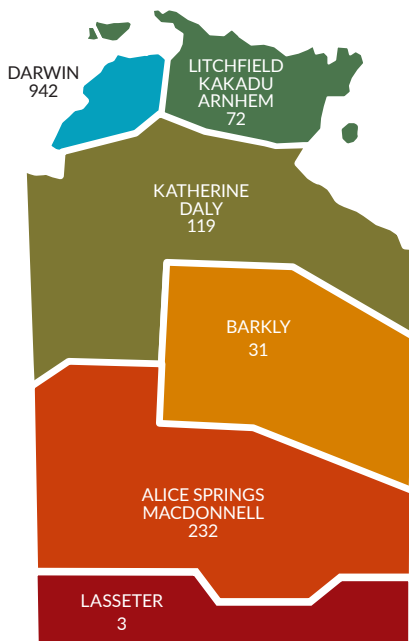 DARWIN
942
LITCHFIELD
KAKADU
ARNHEM
72
KATHERINE
DALY
119
BARKLY
31
ALICE SPRINGS
MACDONNELL
232
LASSETER
3